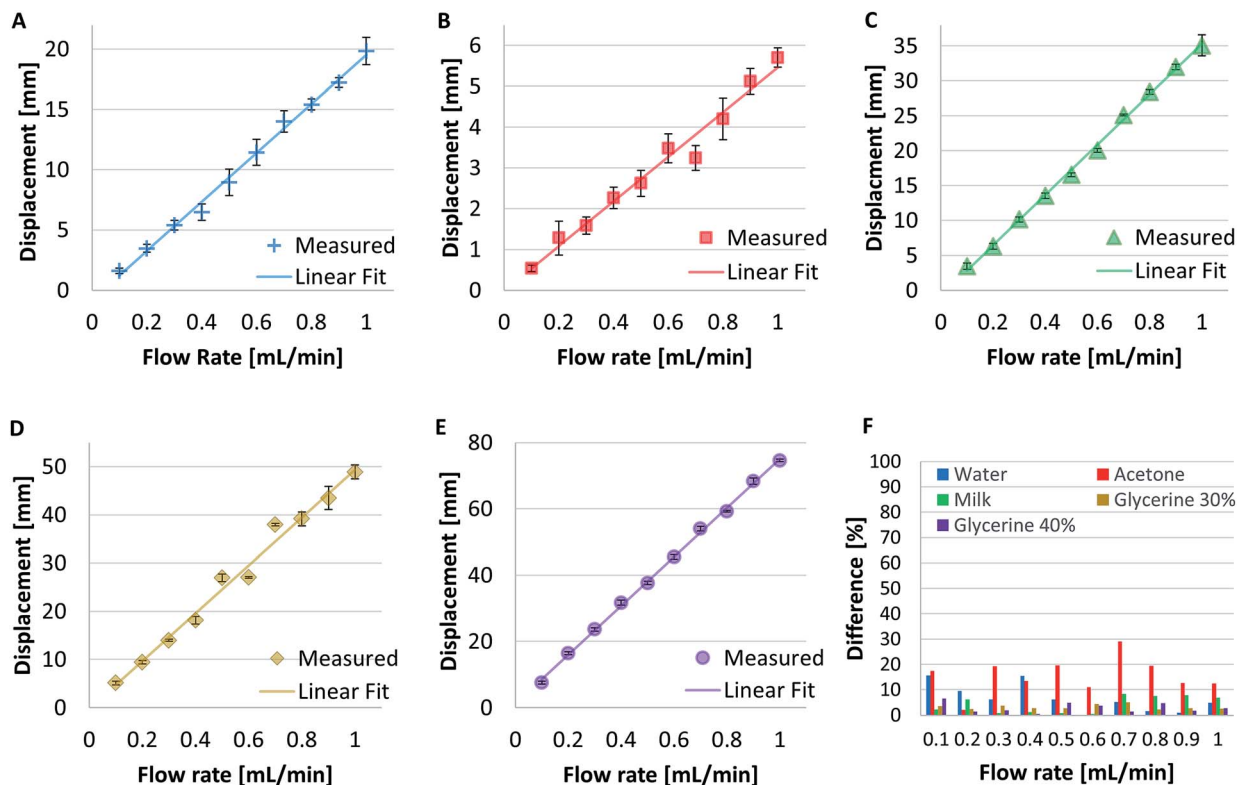 A
Displacement [mm]
20
15
10
5
0
Measured
Linear Fit
0 0.2 0.4 0.6 0.8 1
Flow Rate [mL/min]
B
Displacement [mm]
6
5
4
3
2
1
0
Measured
Linear Fit
0 0.2 0.4 0.6 0.8 1
Flow rate [mL/min]
C
Displacment [mm]
35
30
25
20
15
10
5
0
Measured
Linear Fit
0 0.2 0.4 0.6 0.8 1
Flow rate [mL/min]
D
Displacement [mm]
50
40
30
20
10
0
Measured
Linear Fit
0 0.2 0.4 0.6 0.8 1
Flow rate [mL/min]
E
Displacement [mm]
80
60
40
20
0
Measured
Linear Fit
0 0.2 0.4 0.6 0.8 1
Flow rate [mL/min]
F
Difference [%]
100
90
80
70
60
50
40
30
20
10
0
Water Acetone
Milk Glycerine 30%
Glycerine 40%
0.1 0.2 0.3 0.4 0.5 0.6 0.7 0.8 0.9 1
Flow rate [mL/min]